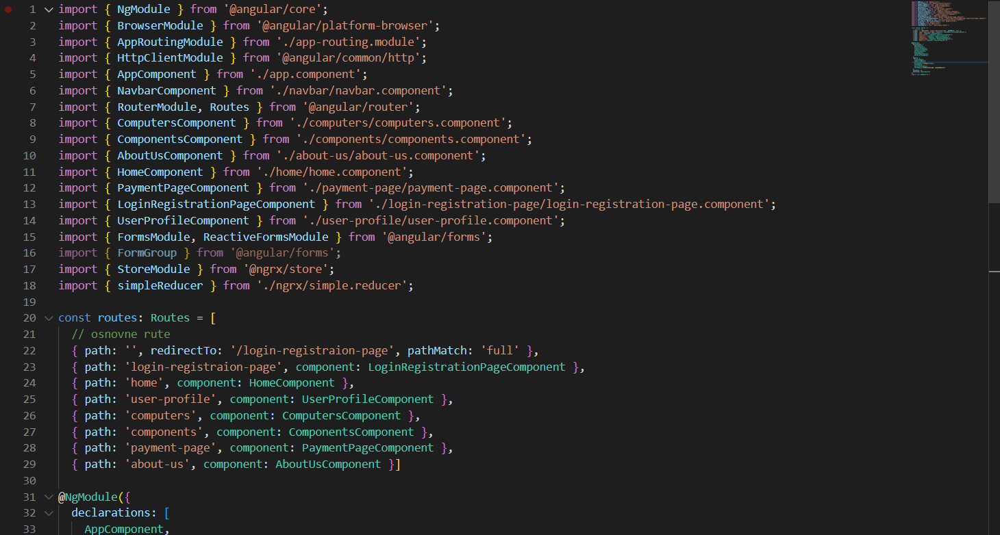 1 import { NgModule } from '@angular/core';
2 import { BrowserModule } from '@angular/platform-browser';
3 import { AppRoutingModule } from './app-routing.module';
4 import { HttpClientModule } from '@angular/common/http';
5 import { AppComponent } from './app.component';
6 import { NavbarComponent } from './navbar/navbar.component';
7 import { RouterModule, Routes } from '@angular/router';
8 import { ComputersComponent } from './computers/computers.component';
9 import { ComponentsComponent } from './components/components.component';
10 import { AboutUsComponent } from './about-us/about-us.component';
11 import { HomeComponent } from './home/home.component';
12 import { PaymentPageComponent } from './payment-page/payment-page.component';
13 import { LoginRegistrationPageComponent } from './login-registration-page/login-registration-page.component';
14 import { UserProfileComponent } from './user-profile/user-profile.component';
15 import { FormsModule, ReactiveFormsModule } from '@angular/forms';
16 import { FormGroup } from '@angular/forms';
17 import { StoreModule } from '@ngrx/store';
18 import { simpleReducer } from './ngrx/simple.reducer';
19
20 const routes: Routes = [
21 // osnovne rute
22 { path: '', redirectTo: '/login-registraion-page', pathMatch: 'full' },
23 { path: 'login-registraion-page', component: LoginRegistrationPageComponent },
24 { path: 'home', component: HomeComponent },
25 { path: 'user-profile', component: UserProfileComponent },
26 { path: 'computers', component: ComputersComponent },
27 { path: 'components', component: ComponentsComponent },
28 { path: 'payment-page', component: PaymentPageComponent },
29 { path: 'about-us', component: AboutUsComponent }]
30
31 @NgModule({
32 declarations: [
33 AppComponent,